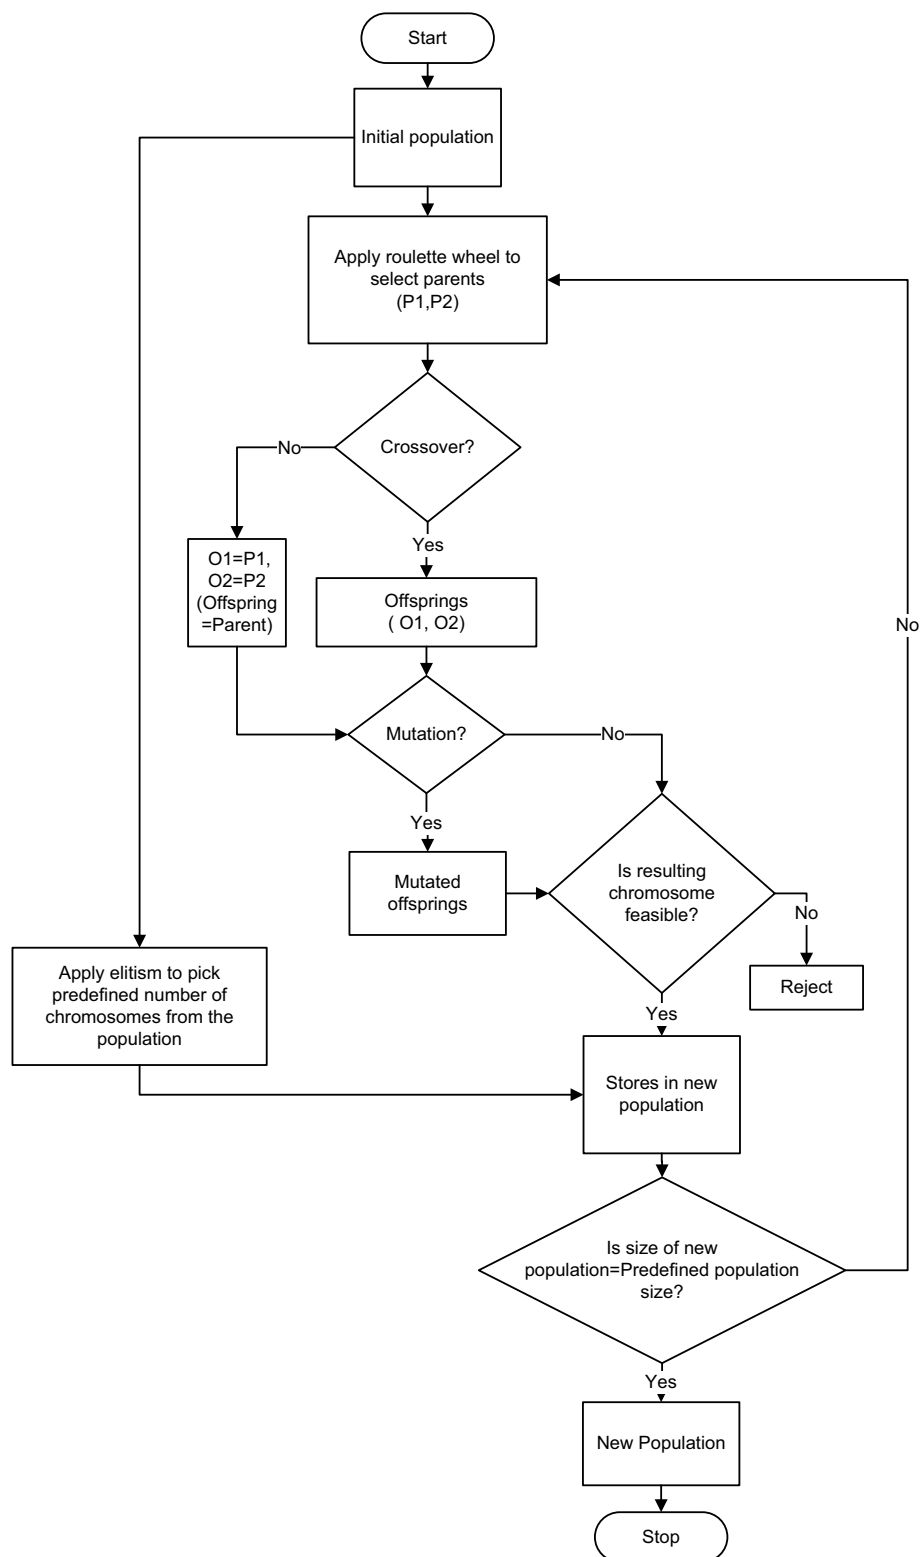 Start
Initial population
Apply roulette wheel to
select parents
(P1,P2)
Crossover?
No
Yes
O1=P1,
O2=P2
(Offspring
=Parent)
Offsprings
( O1, O2)
No
Mutation?
No
Yes
Mutated
offsprings
Is resulting
chromosome
feasible?
No
Reject
Apply elitism to pick
predefined number of
chromosomes from the
population
Yes
Stores in new
population
Is size of new
population=Predefined population
size?
Yes
New Population
Stop